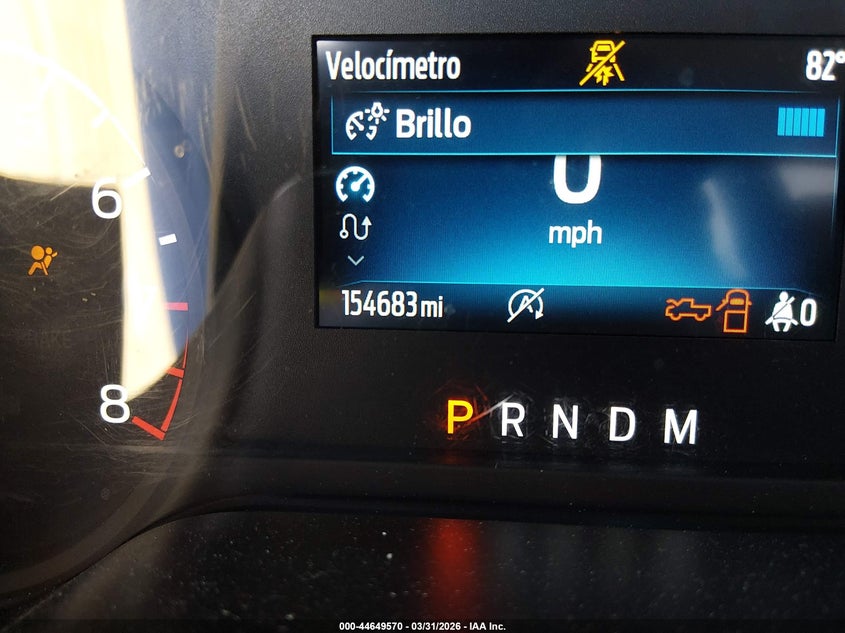 Velocímetro 82°
Brillo
0
mph
6
154683 mi
0
8
P R N D M
000-44649570 - 03/31/2026 - IAA Inc.